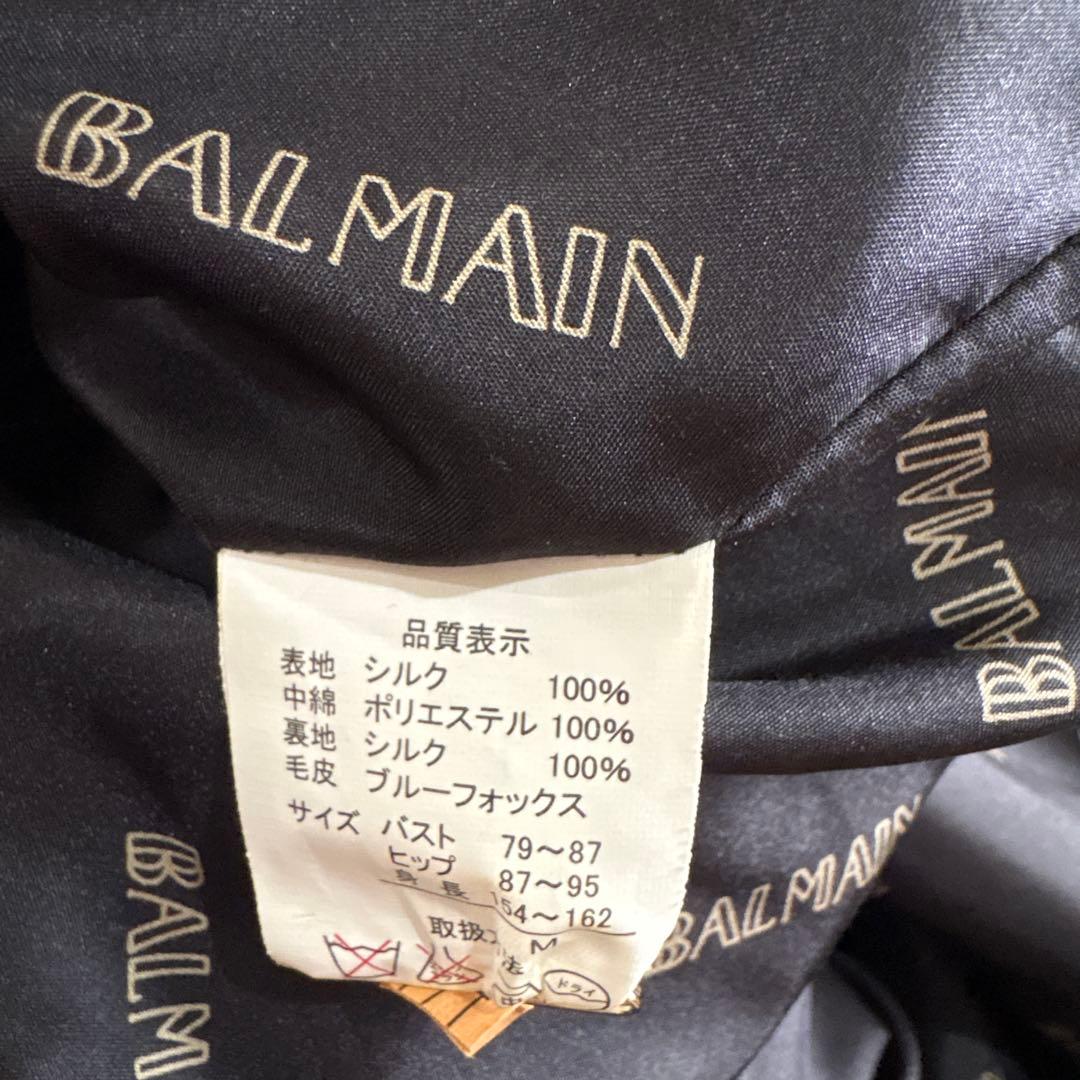 BALMAIN
BALMAIN
品質表示
表地 シルク 100%
中綿 ポリエステル 100%
裏地 シルク 100%
毛皮 ブルーフォックス
サイズ バスト 79～87
ヒップ 87～95
身長 154～162
M
取扱
BALMAIN
BALM
ドライ